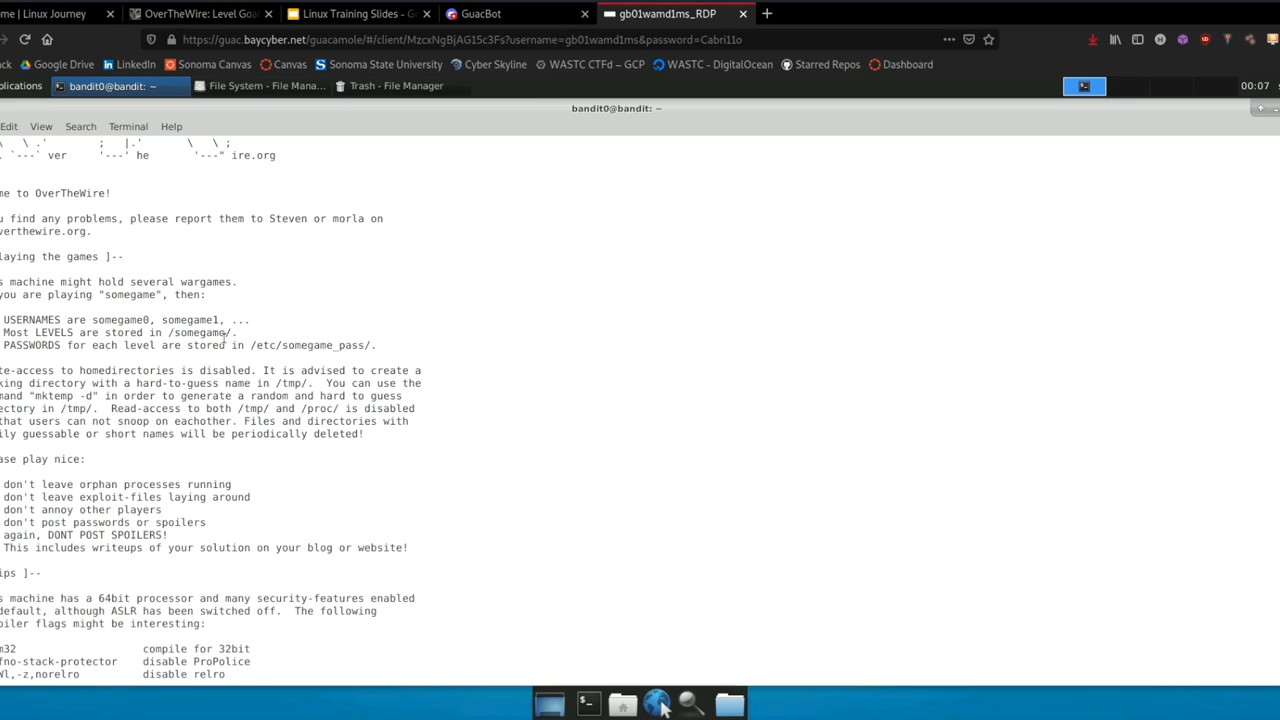 ome | Linux Journey
OverTheWire: Level Goal
Linux Training Slides - G
GuacBot
gb01wamd1ms_RDP
https://guac.baycyber.net/guacamole/#/client/MzcxNgBjAG15c3Fs?username=gb01wamd1ms&password=Cabri11o
ck Google Drive LinkedIn Sonoma Canvas Canvas Sonoma State University Cyber Skyline WASTC CTFd – GCP WASTC - DigitalOcean Starred Repos Dashboard
plications bandit0@bandit: ~ File System - File Mana... Trash - File Manager 00:07
bandit0@bandit: ~
Edit View Search Terminal Help
\ \ .' ; |.' \ \ ;
. `---` ver '---' he '---" ire.org
me to OverTheWire!
u find any problems, please report them to Steven or morla on
verthewire.org.
laying the games ]--
s machine might hold several wargames.
you are playing "somegame", then:
USERNAMES are somegame0, somegame1, ...
Most LEVELS are stored in /somegame/.
PASSWORDS for each level are stored in /etc/somegame_pass/.
te-access to homedirectories is disabled. It is advised to create a
king directory with a hard-to-guess name in /tmp/. You can use the
mand "mktemp -d" in order to generate a random and hard to guess
ectory in /tmp/. Read-access to both /tmp/ and /proc/ is disabled
that users can not snoop on eachother. Files and directories with
ily guessable or short names will be periodically deleted!
ase play nice:
don't leave orphan processes running
don't leave exploit-files laying around
don't annoy other players
don't post passwords or spoilers
again, DONT POST SPOILERS!
This includes writeups of your solution on your blog or website!
ips ]--
s machine has a 64bit processor and many security-features enabled
default, although ASLR has been switched off. The following
piler flags might be interesting:
m32 compile for 32bit
fno-stack-protector disable ProPolice
Wl,-z,norelro disable relro